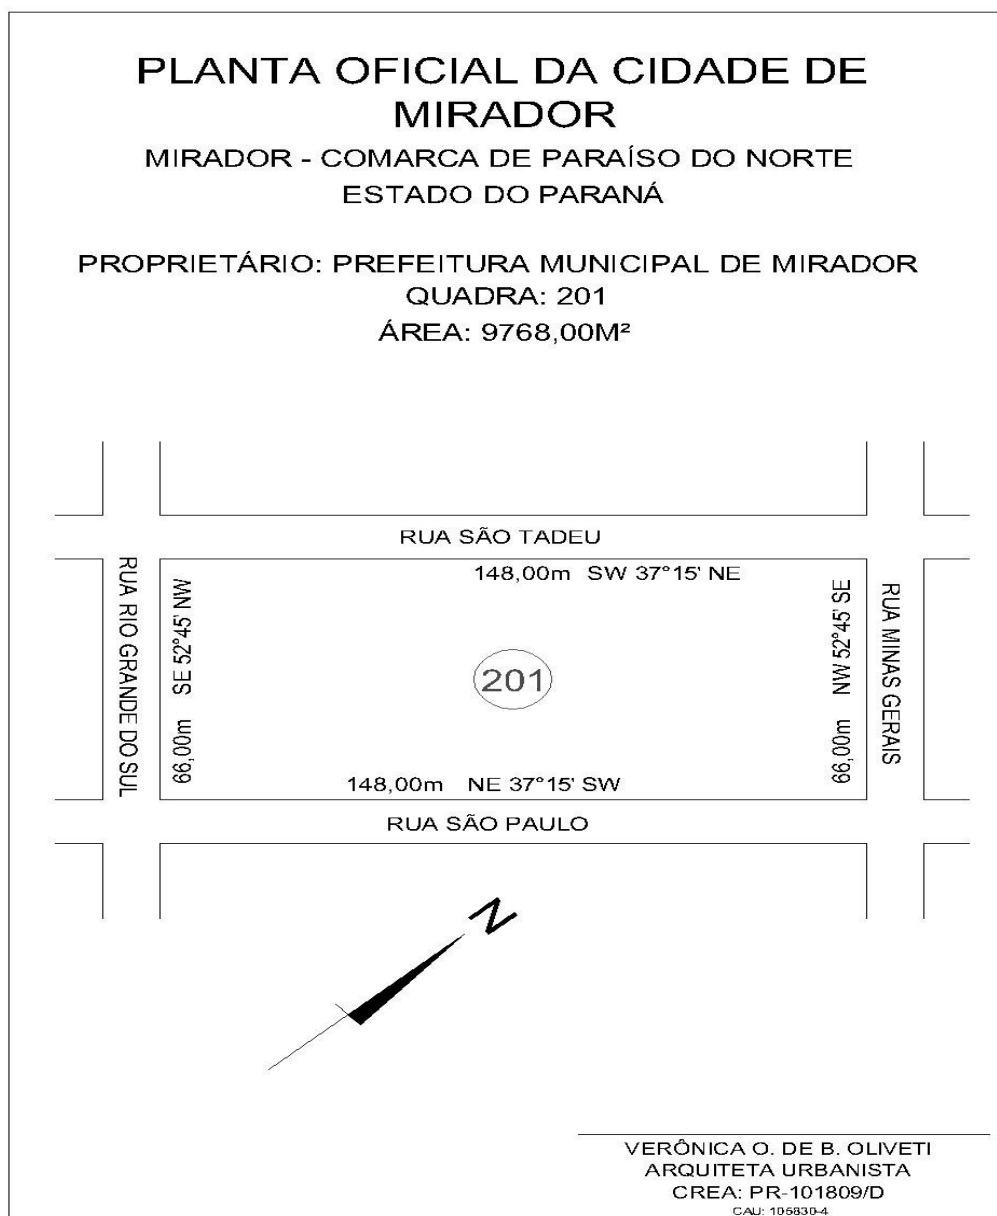 PLANTA OFICIAL DA CIDADE DE
MIRADOR
MIRADOR - COMARCA DE PARAÍSO DO NORTE
ESTADO DO PARANÁ
PROPRIETÁRIO: PREFEITURA MUNICIPAL DE MIRADOR
QUADRA: 201
ÁREA: 9768,00M²
RUA SÃO TADEU
148,00m SW 37°15' NE
RUA RIO GRANDE DO SUL
66,00m SE 52°45' NW
201
66,00m NW 52°45' SE
RUA MINAS GERAIS
148,00m NE 37°15' SW
RUA SÃO PAULO
N
VERÔNICA O. DE B. OLIVETI
ARQUITETA URBANISTA
CREA: PR-101809/D
CAU: 105830-4